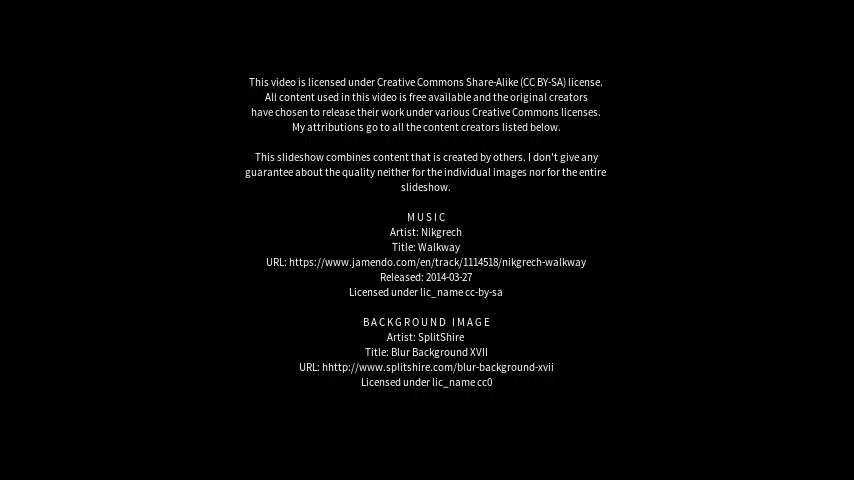 This video is licensed under Creative Commons Share-Alike (CC BY-SA) license.
All content used in this video is free available and the original creators
have chosen to release their work under various Creative Commons licenses.
My attributions go to all the content creators listed below.
This slideshow combines content that is created by others. I don't give any
guarantee about the quality neither for the individual images nor for the entire
slideshow.
M U S I C
Artist: Nikgrech
Title: Walkway
URL: https://www.jamendo.com/en/track/1114518/nikgrech-walkway
Released: 2014-03-27
Licensed under lic_name cc-by-sa
B A C K G R O U N D   I M A G E
Artist: SplitShire
Title: Blur Background XVII
URL: hhttp://www.splitshire.com/blur-background-xvii
Licensed under lic_name cc0